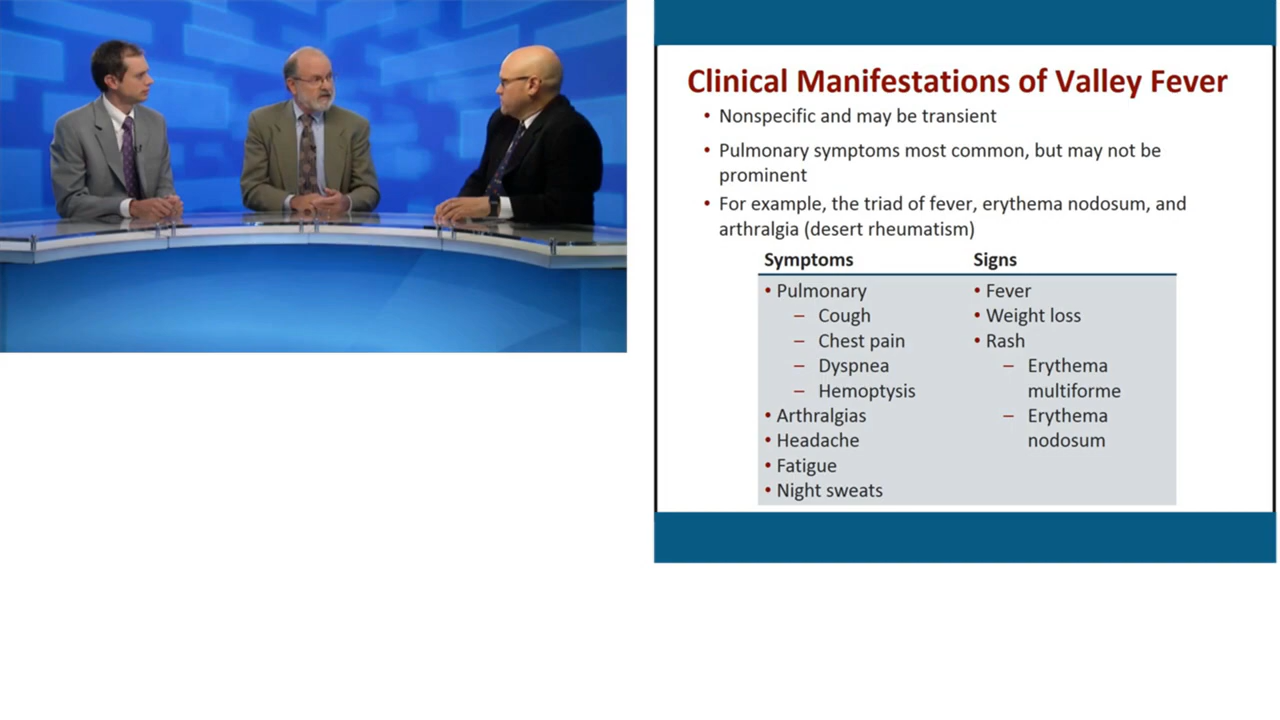 Clinical Manifestations of Valley Fever
• Nonspecific and may be transient
• Pulmonary symptoms most common, but may not be
prominent
• For example, the triad of fever, erythema nodosum, and
arthralgia (desert rheumatism)
Symptoms
• Pulmonary
– Cough
– Chest pain
– Dyspnea
– Hemoptysis
• Arthralgias
• Headache
• Fatigue
• Night sweats
Signs
• Fever
• Weight loss
• Rash
– Erythema
multiforme
– Erythema
nodosum